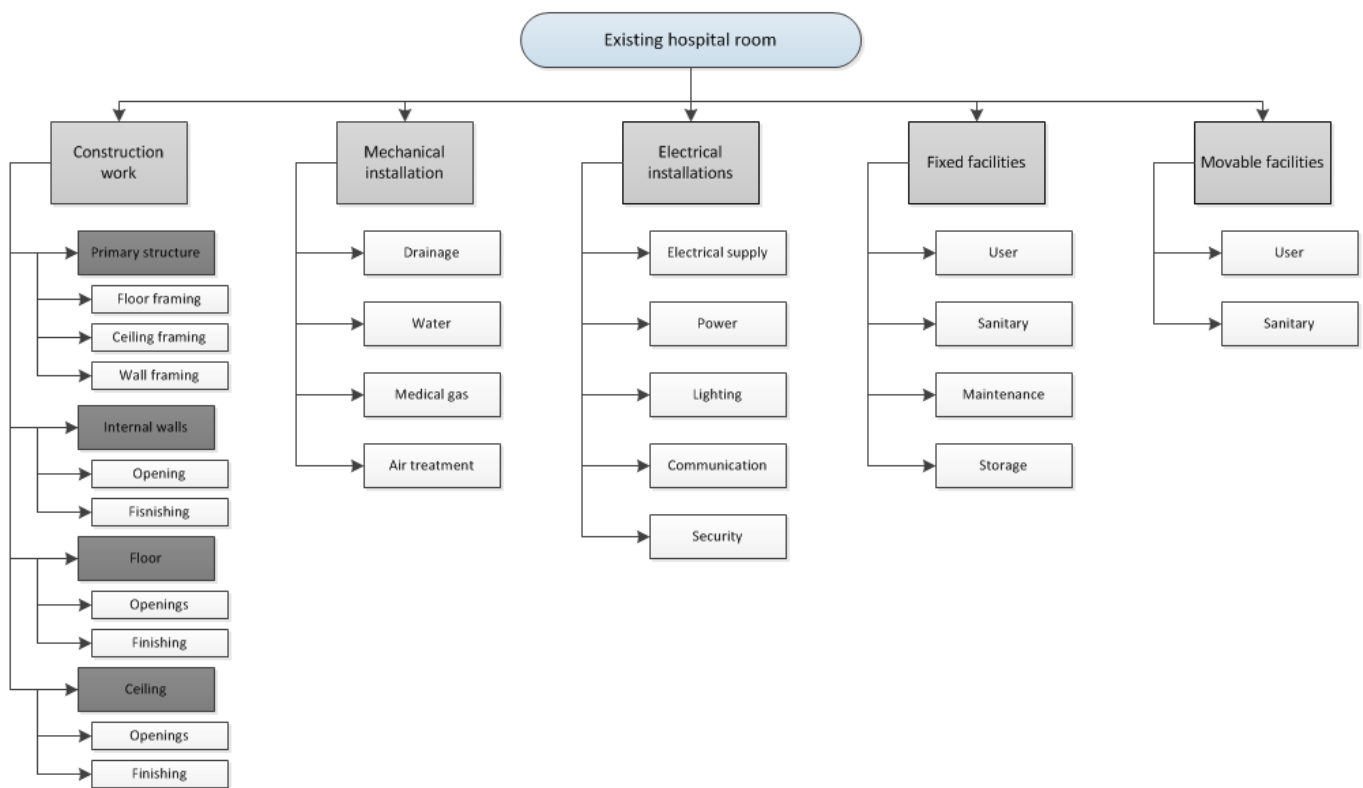 Existing hospital room
Construction
work
Primary structure
Floor framing
Ceiling framing
Wall framing
Internal walls
Opening
Fisnishing
Floor
Openings
Finishing
Ceiling
Openings
Finishing
Mechanical
installation
Drainage
Water
Medical gas
Air treatment
Electrical
installations
Electrical supply
Power
Lighting
Communication
Security
Fixed facilities
User
Sanitary
Maintenance
Storage
Movable facilities
User
Sanitary